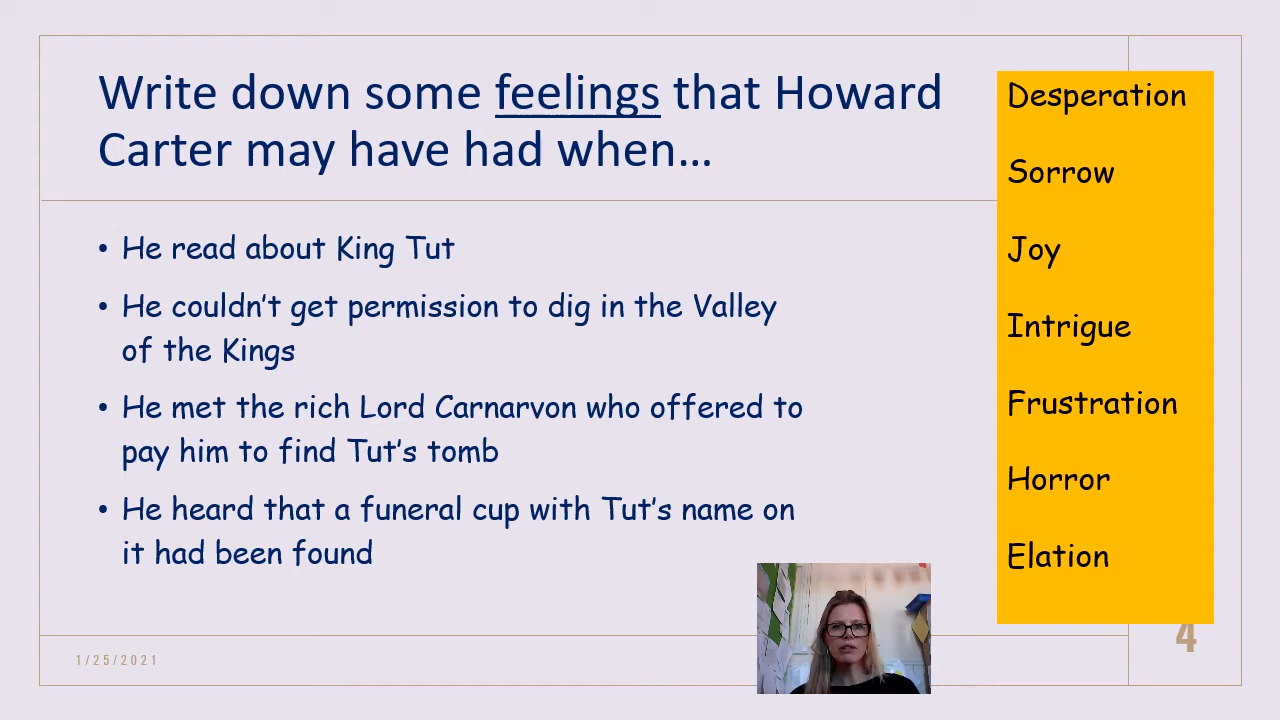 Write down some feelings that Howard
Carter may have had when…
• He read about King Tut
• He couldn't get permission to dig in the Valley
of the Kings
• He met the rich Lord Carnarvon who offered to
pay him to find Tut's tomb
• He heard that a funeral cup with Tut's name on
it had been found
Desperation
Sorrow
Joy
Intrigue
Frustration
Horror
Elation
1/25/2021
4